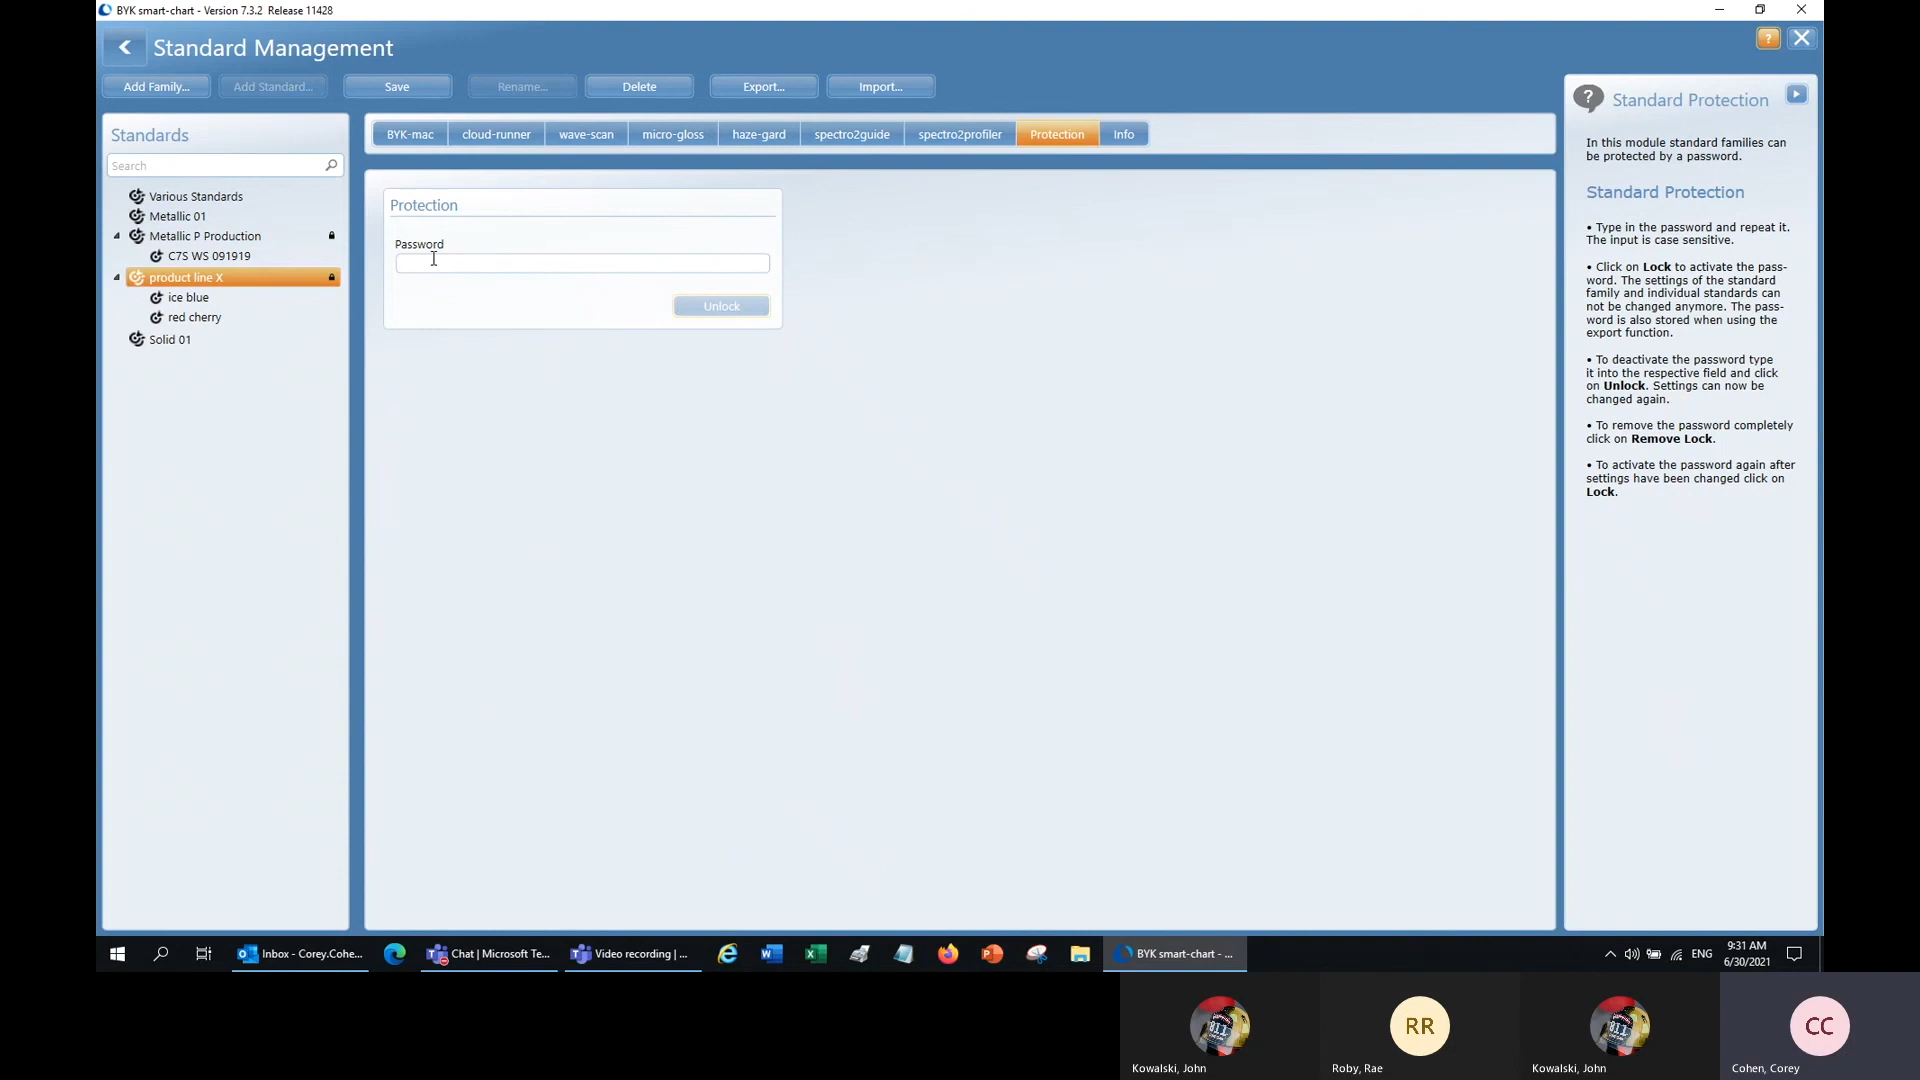 BYK smart-chart - Version 7.3.2 Release 11428
Standard Management
?
Add Family...
Add Standard...
Save
Rename...
Delete
Export...
Import...
Standards
Search
Various Standards
Metallic 01
Metallic P Production
C7S WS 091919
product line X
ice blue
red cherry
Solid 01
BYK-mac
cloud-runner
wave-scan
micro-gloss
haze-gard
spectro2guide
spectro2profiler
Protection
Info
Protection
Password
Unlock
? Standard Protection
In this module standard families can
be protected by a password.
Standard Protection
• Type in the password and repeat it.
The input is case sensitive.
• Click on Lock to activate the pass-
word. The settings of the standard
family and individual standards can
not be changed anymore. The pass-
word is also stored when using the
export function.
• To deactivate the password type
it into the respective field and click
on Unlock. Settings can now be
changed again.
• To remove the password completely
click on Remove Lock.
• To activate the password again after
settings have been changed click on
Lock.
Inbox - Corey.Cohe...
Chat | Microsoft Te...
Video recording | ...
BYK smart-chart - ...
ENG
9:31 AM
6/30/2021
811
RR
811
CC
Kowalski, John
Roby, Rae
Kowalski, John
Cohen, Corey